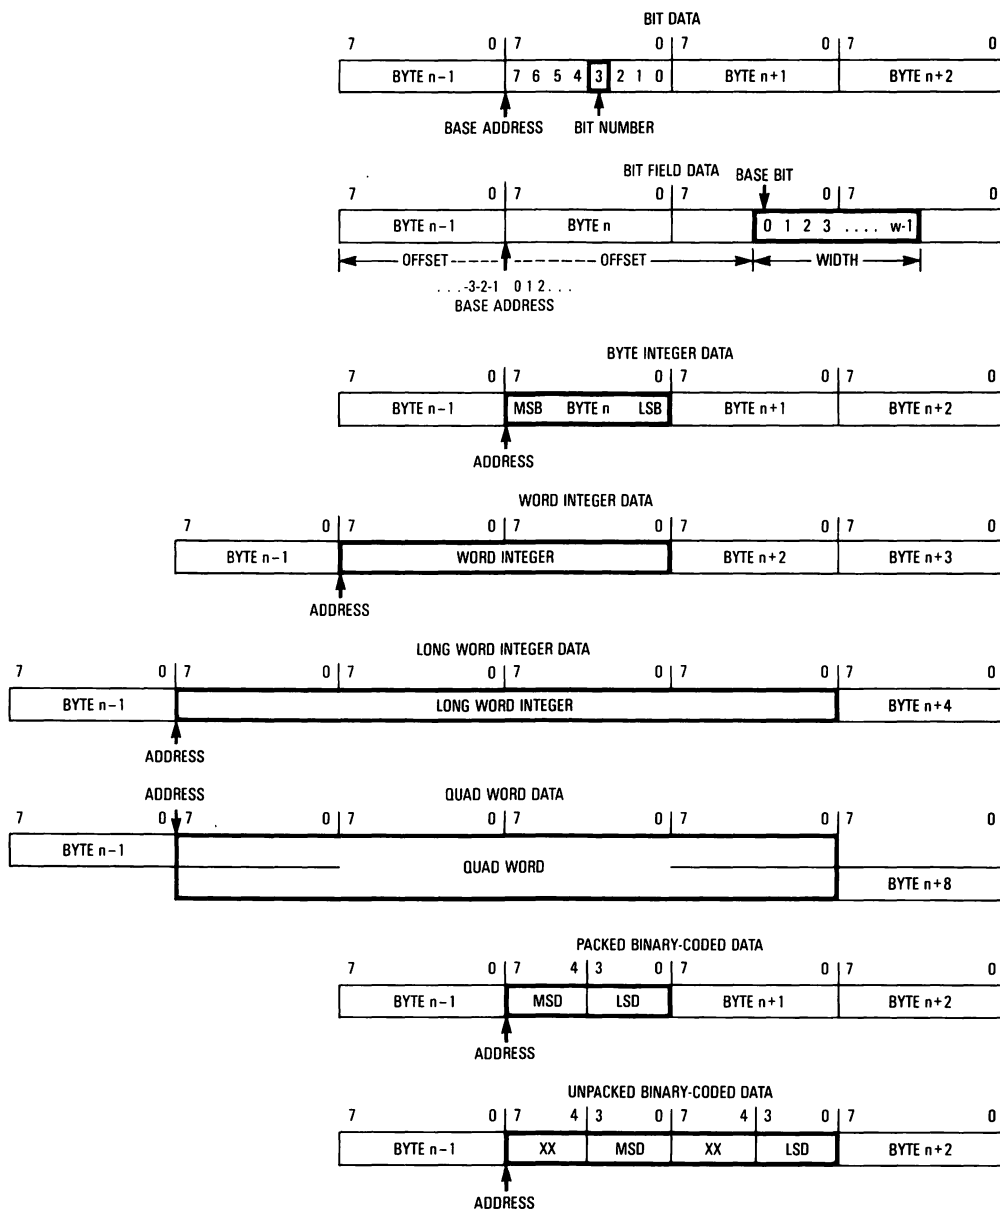 BIT DATA
7 0 7 0 7 0 7 0
BYTE n–1 7 6 5 4 3 2 1 0 BYTE n+1 BYTE n+2
BASE ADDRESS BIT NUMBER
BIT FIELD DATA BASE BIT
7 0 7 0 7 0 7 0
BYTE n–1 BYTE n 0 1 2 3 .... w-1
OFFSET OFFSET WIDTH
...-3-2-1 0 1 2...
BASE ADDRESS
BYTE INTEGER DATA
7 0 7 0 7 0 7 0
BYTE n–1 MSB BYTE n LSB BYTE n+1 BYTE n+2
ADDRESS
WORD INTEGER DATA
7 0 7 0 7 0 7 0 7 0
BYTE n–1 WORD INTEGER BYTE n+2 BYTE n+3
ADDRESS
LONG WORD INTEGER DATA
7 0 7 0 7 0 7 0 7 0 7 0
BYTE n–1 LONG WORD INTEGER BYTE n+4
ADDRESS
ADDRESS QUAD WORD DATA
7 0 7 0 7 0 7 0 7 0 7 0
BYTE n–1 QUAD WORD
BYTE n+8
PACKED BINARY-CODED DATA
7 0 7 4 3 0 7 0 7 0
BYTE n–1 MSD LSD BYTE n+1 BYTE n+2
ADDRESS
UNPACKED BINARY-CODED DATA
7 0 7 4 3 0 7 4 3 0 7 0
BYTE n–1 XX MSD XX LSD BYTE n+2
ADDRESS